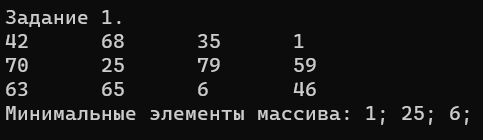 Задание 1.
42 68 35 1
70 25 79 59
63 65 6 46
Минимальные элементы массива: 1; 25; 6;